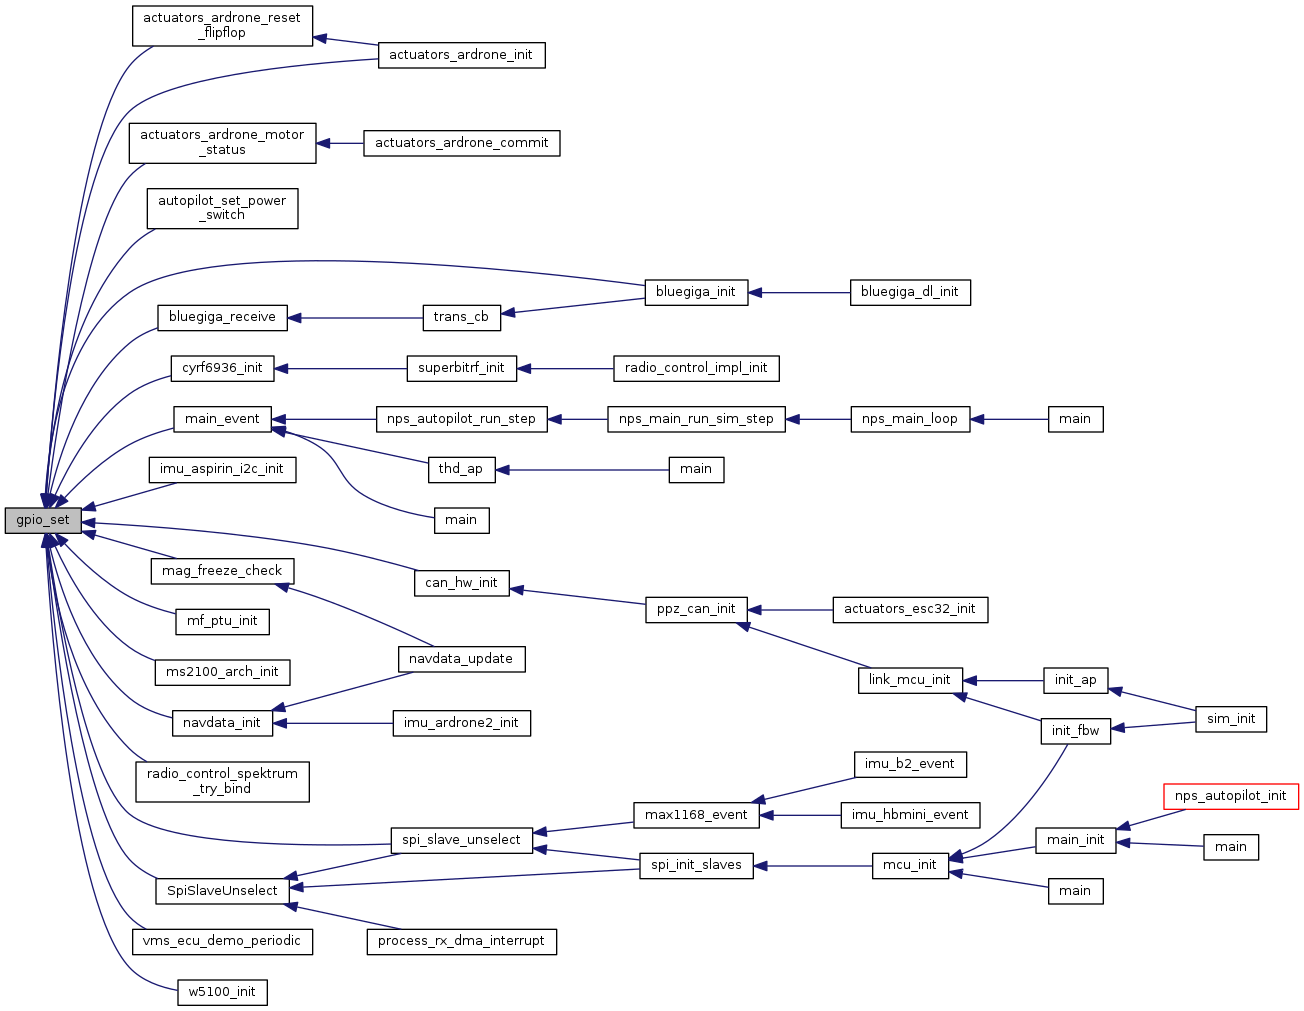 actuators_ardrone_reset
_flipflop
actuators_ardrone_init
actuators_ardrone_motor
_status
actuators_ardrone_commit
autopilot_set_power
_switch
bluegiga_init
bluegiga_dl_init
bluegiga_receive
trans_cb
cyrf6936_init
superbitrf_init
radio_control_impl_init
main_event
nps_autopilot_run_step
nps_main_run_sim_step
nps_main_loop
main
imu_aspirin_i2c_init
thd_ap
main
gpio_set
main
mag_freeze_check
can_hw_init
ppz_can_init
actuators_esc32_init
mf_ptu_init
navdata_update
ms2100_arch_init
link_mcu_init
init_ap
navdata_init
imu_ardrone2_init
init_fbw
sim_init
radio_control_spektrum
_try_bind
imu_b2_event
nps_autopilot_init
max1168_event
imu_hbmini_event
spi_slave_unselect
main_init
main
spi_init_slaves
mcu_init
SpiSlaveUnselect
main
vms_ecu_demo_periodic
process_rx_dma_interrupt
w5100_init